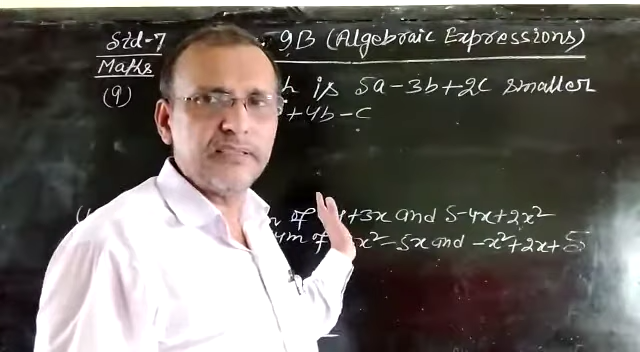 Std-7 9B (Algebraic Expressions)
Maths
(9) is 5a-3b+2c smaller
+4b-c
of +3x and 5-4x+2x²
of x²-5x and -x²+2x+5